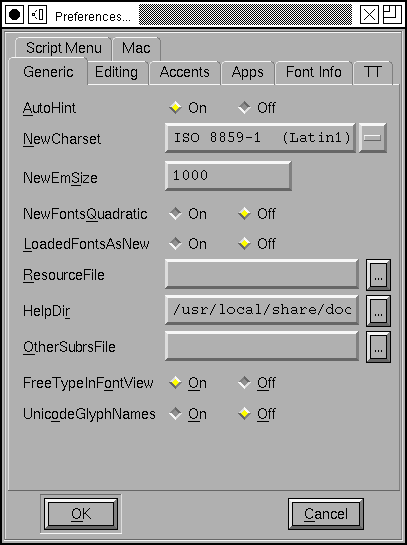 Preferences...
Script Menu Mac
Generic Editing Accents Apps Font Info TT
AutoHint On Off
NewCharset ISO 8859-1 (Latin1)
NewEmSize 1000
NewFontsQuadratic On Off
LoadedFontsAsNew On Off
ResourceFile ...
HelpDir /usr/local/share/doc ...
OtherSubrsFile ...
FreeTypeInFontView On Off
UnicodeGlyphNames On Off
OK Cancel